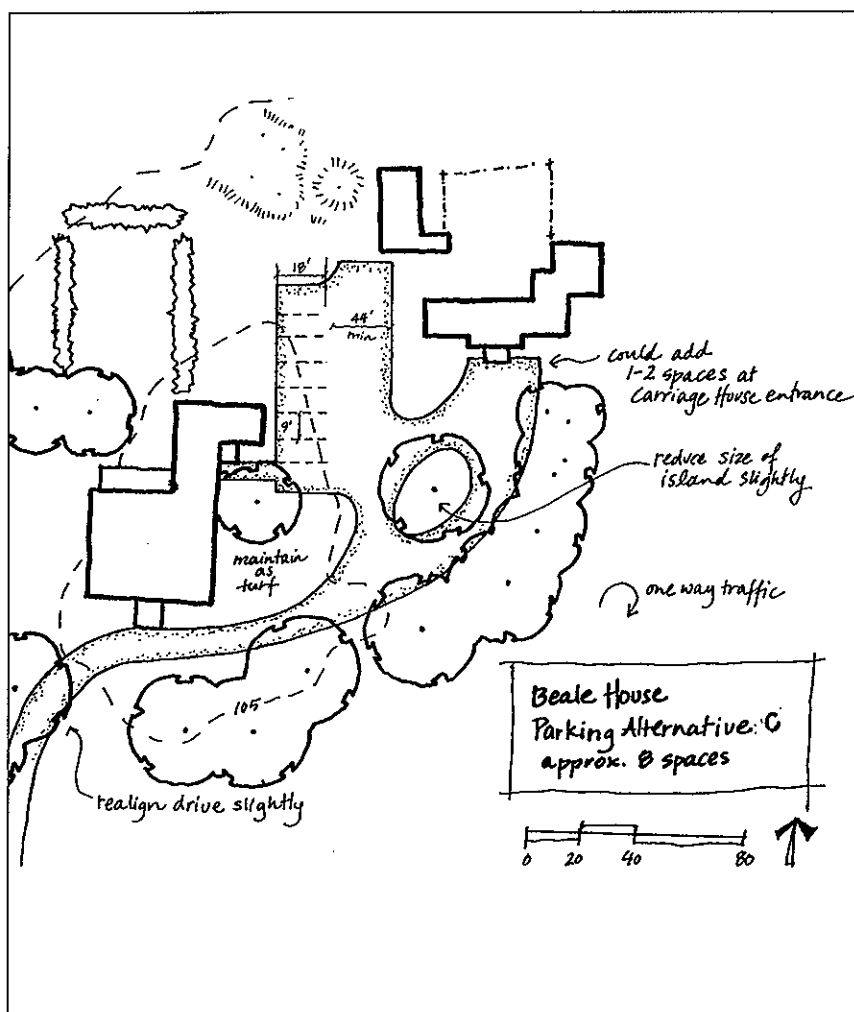 18'
44'
min
could add
1-2 spaces at
Carriage House entrance
9'
reduce size of
island slightly
maintain
as
turf
one way traffic
105
Beale House
Parking Alternative: C
approx. 8 spaces
realign drive slightly
0 20 40 80